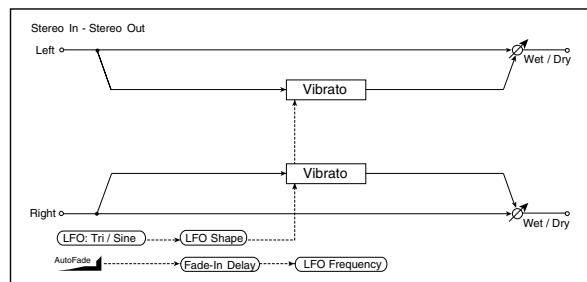 Stereo In - Stereo Out
Left
Wet / Dry
Vibrato
Vibrato
Right
Wet / Dry
LFO: Tri / Sine
LFO Shape
AutoFade
Fade-In Delay
LFO Frequency